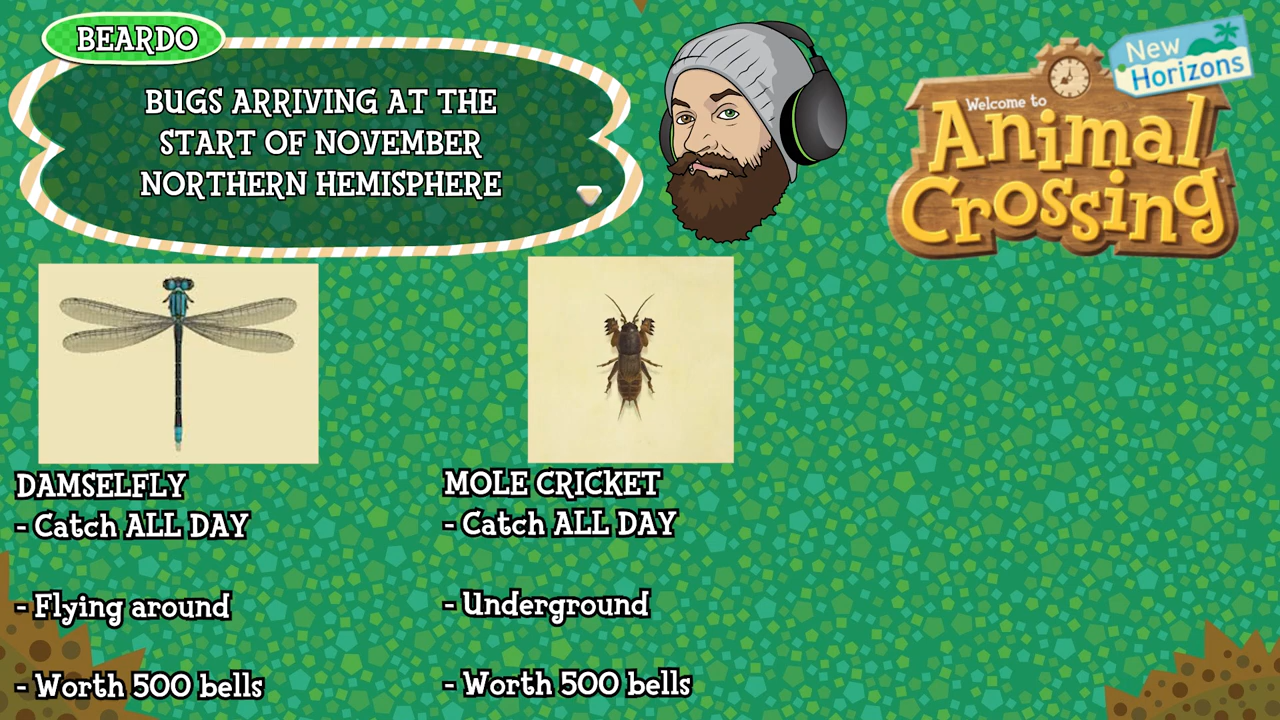 BEARDO
BUGS ARRIVING AT THE
START OF NOVEMBER
NORTHERN HEMISPHERE
New
Horizons
Welcome to
Animal
Crossing
DAMSELFLY
- Catch ALL DAY
- Flying around
- Worth 500 bells
MOLE CRICKET
- Catch ALL DAY
- Underground
- Worth 500 bells